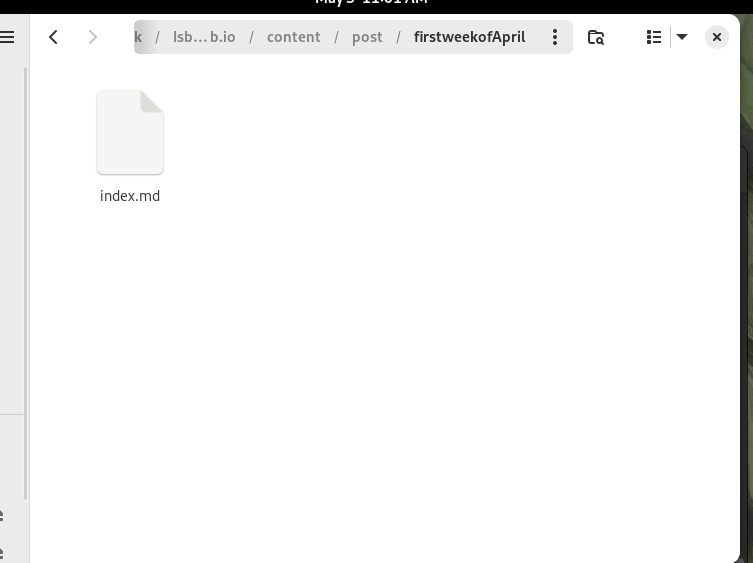 k / lsb…b.io / content / post / firstweekofApril
index.md